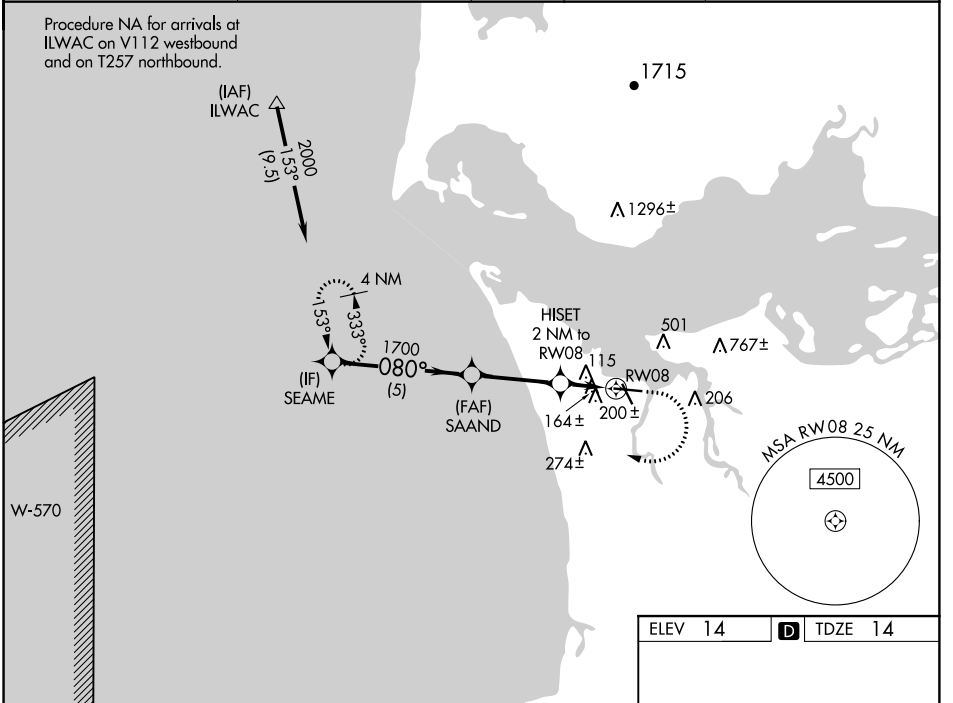 Procedure NA for arrivals at
ILWAC on V112 westbound
and on T257 northbound.
(IAF)
ILWAC
2000
153°
(9.5)
1715
1296±
4 NM
153°
333°
HISET
2 NM to
RW08
501
767±
115
RW08
1700
080°
(5)
(IF)
SEAME
(FAF)
SAAND
164±
200±
206
274±
MSA RW08 25 NM
4500
W-570
ELEV 14
D
TDZE 14